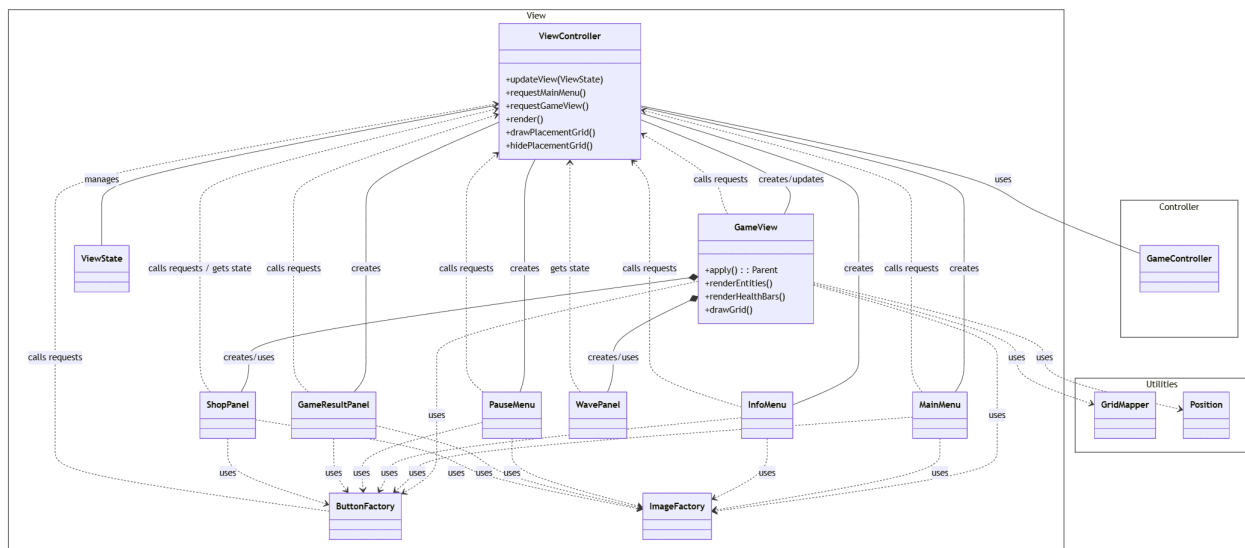 View
ViewController
+updateView(ViewState)
+requestMainMenu()
+requestGameView()
+render()
+drawPlacementGrid()
+hidePlacementGrid()
manages
calls requests
creates/updates
uses
Controller
GameController
GameView
+apply() : : Parent
+renderEntities()
+renderHealthBars()
+drawGrid()
ViewState
calls requests / gets state
calls requests
creates
calls requests
creates
gets state
calls requests
creates
calls requests
creates
calls requests
creates/uses
creates/uses
uses
uses
Utilities
GridMapper
Position
ShopPanel
GameResultPanel
PauseMenu
WavePanel
InfoMenu
MainMenu
uses
uses
uses
uses
uses
uses
uses
uses
uses
uses
uses
uses
ButtonFactory
ImageFactory